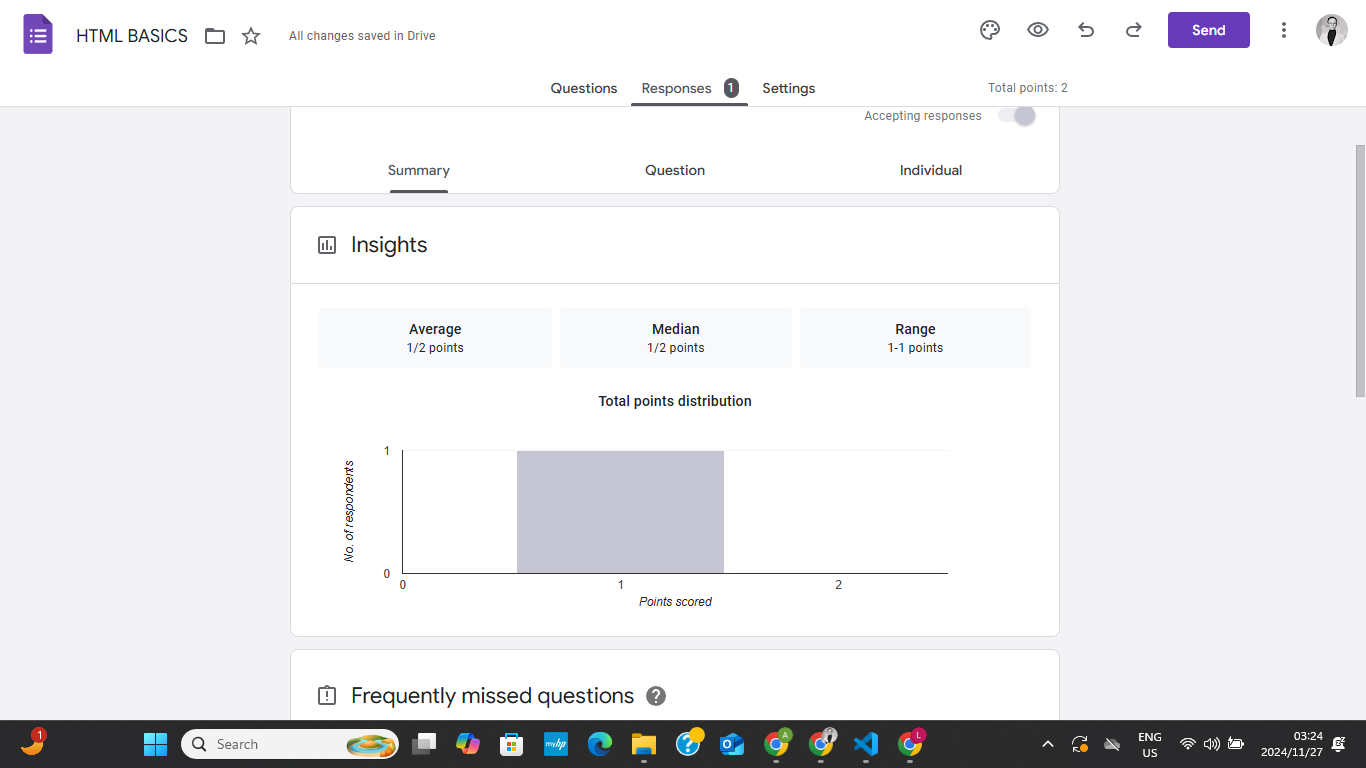 HTML BASICS
All changes saved in Drive
Send
Questions
Responses 1
Settings
Total points: 2
Accepting responses
Summary
Question
Individual
Insights
Average
1/2 points
Median
1/2 points
Range
1-1 points
Total points distribution
No. of respondents
1
0
0 1 2
Points scored
Frequently missed questions
?
1
Search
myhp
?
A
L
ENG
US
03:24
2024/11/27